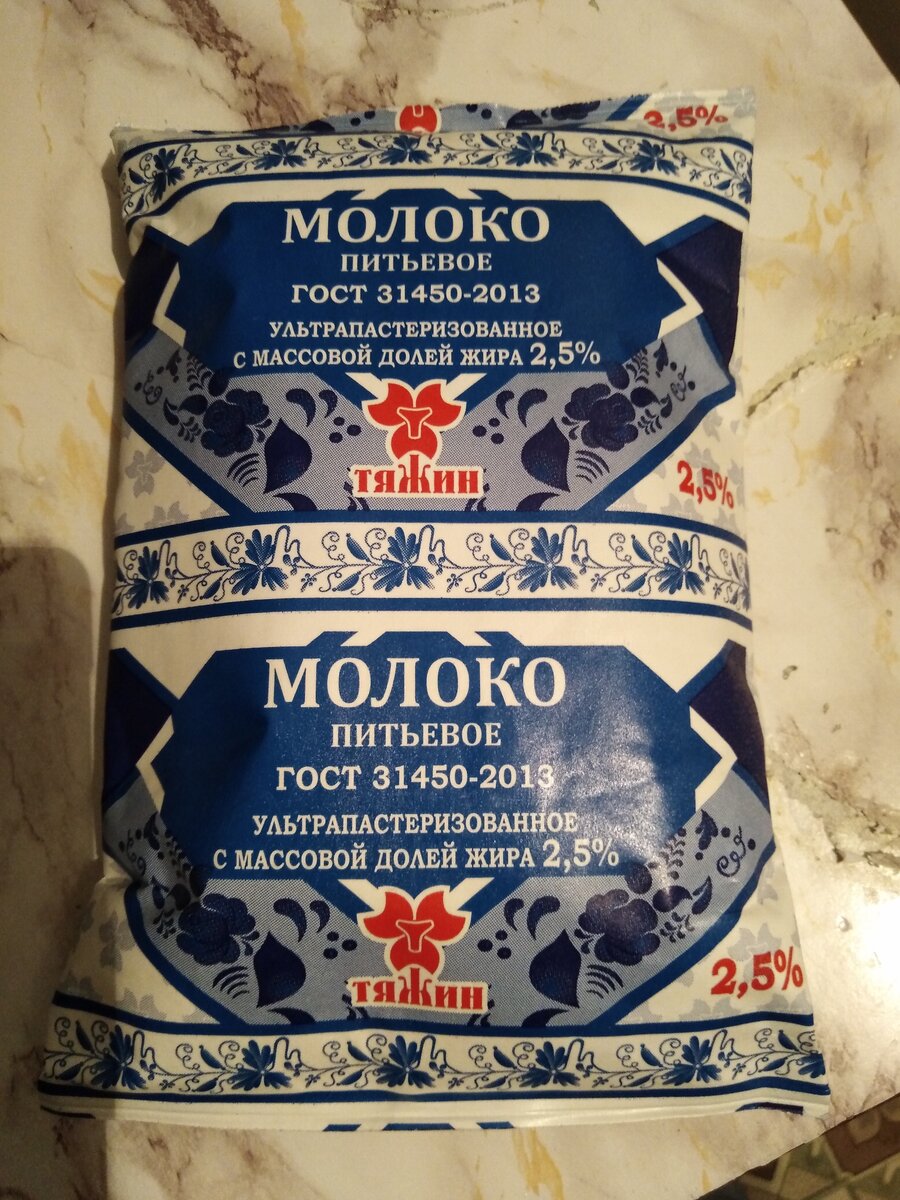 2,5%
МОЛОКО
ПИТЬЕВОЕ
ГОСТ 31450-2013
УЛЬТРАПАСТЕРИЗОВАННОЕ
С МАССОВОЙ ДОЛЕЙ ЖИРА 2,5%
ТЯЖИН
2,5%
МОЛОКО
ПИТЬЕВОЕ
ГОСТ 31450-2013
УЛЬТРАПАСТЕРИЗОВАННОЕ
С МАССОВОЙ ДОЛЕЙ ЖИРА 2,5%
ТЯЖИН
2,5%